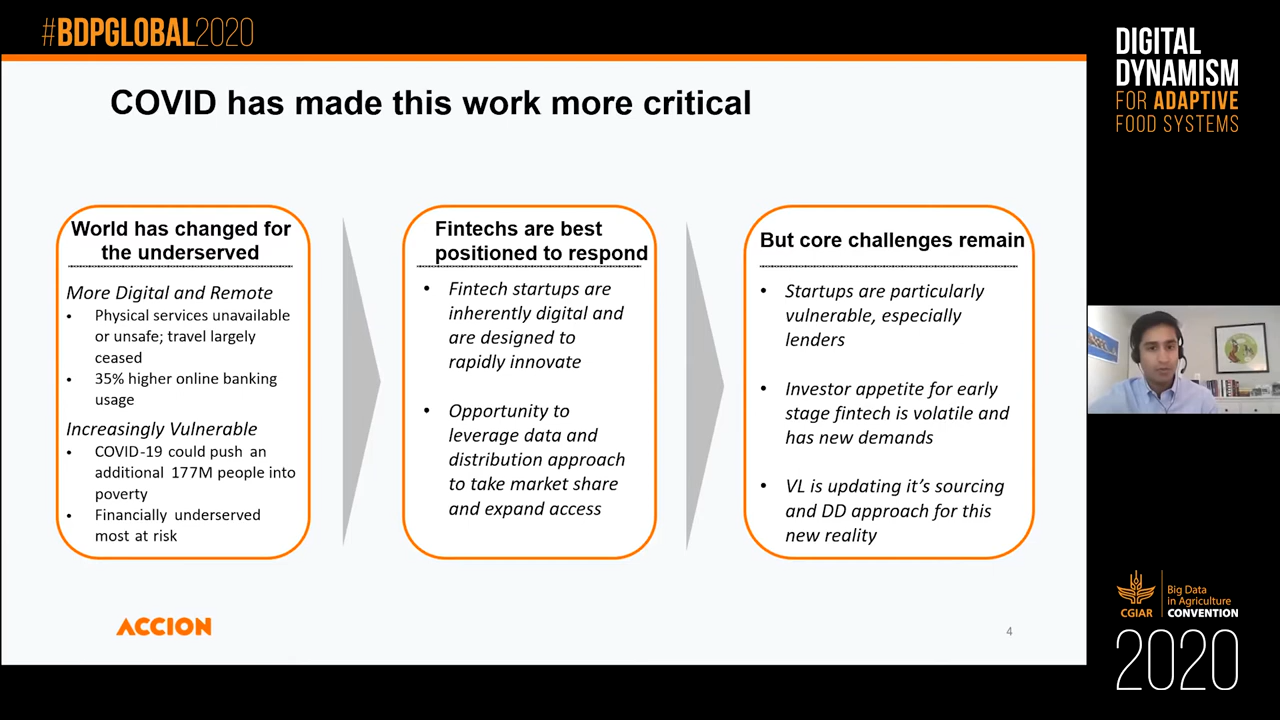 #BDPGLOBAL2020
DIGITAL
DYNAMISM
FOR ADAPTIVE
FOOD SYSTEMS
COVID has made this work more critical
World has changed for
the underserved
More Digital and Remote
• Physical services unavailable
or unsafe; travel largely
ceased
• 35% higher online banking
usage
Increasingly Vulnerable
• COVID-19 could push an
additional 177M people into
poverty
• Financially underserved
most at risk
Fintechs are best
positioned to respond
• Fintech startups are
inherently digital and
are designed to
rapidly innovate
• Opportunity to
leverage data and
distribution approach
to take market share
and expand access
But core challenges remain
• Startups are particularly
vulnerable, especially
lenders
• Investor appetite for early
stage fintech is volatile and
has new demands
• VL is updating it’s sourcing
and DD approach for this
new reality
ACCION
4
CGIAR
Big Data
in Agriculture
CONVENTION
2020